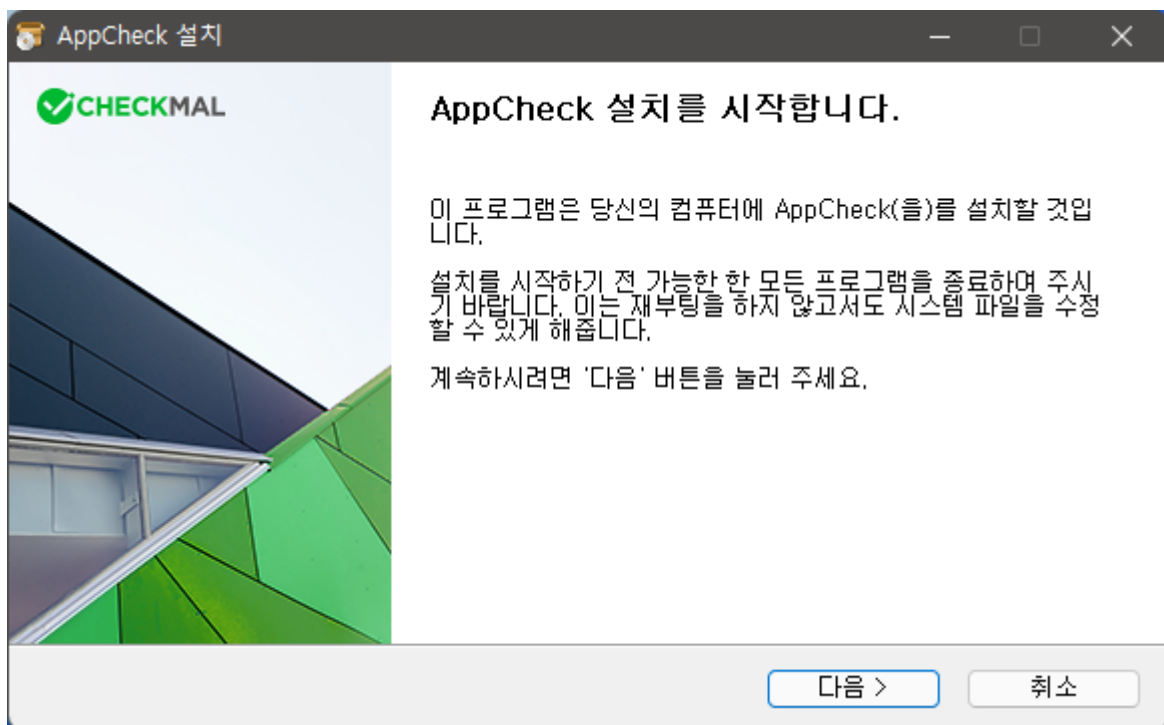 AppCheck 설치
CHECKMAL
AppCheck 설치를 시작합니다.
이 프로그램은 당신의 컴퓨터에 AppCheck(을)를 설치할 것입
니다.
설치를 시작하기 전 가능한 한 모든 프로그램을 종료하여 주시
기 바랍니다. 이는 재부팅을 하지 않고서도 시스템 파일을 수정
할 수 있게 해줍니다.
계속하시려면 '다음' 버튼을 눌러 주세요.
다음 >
취소